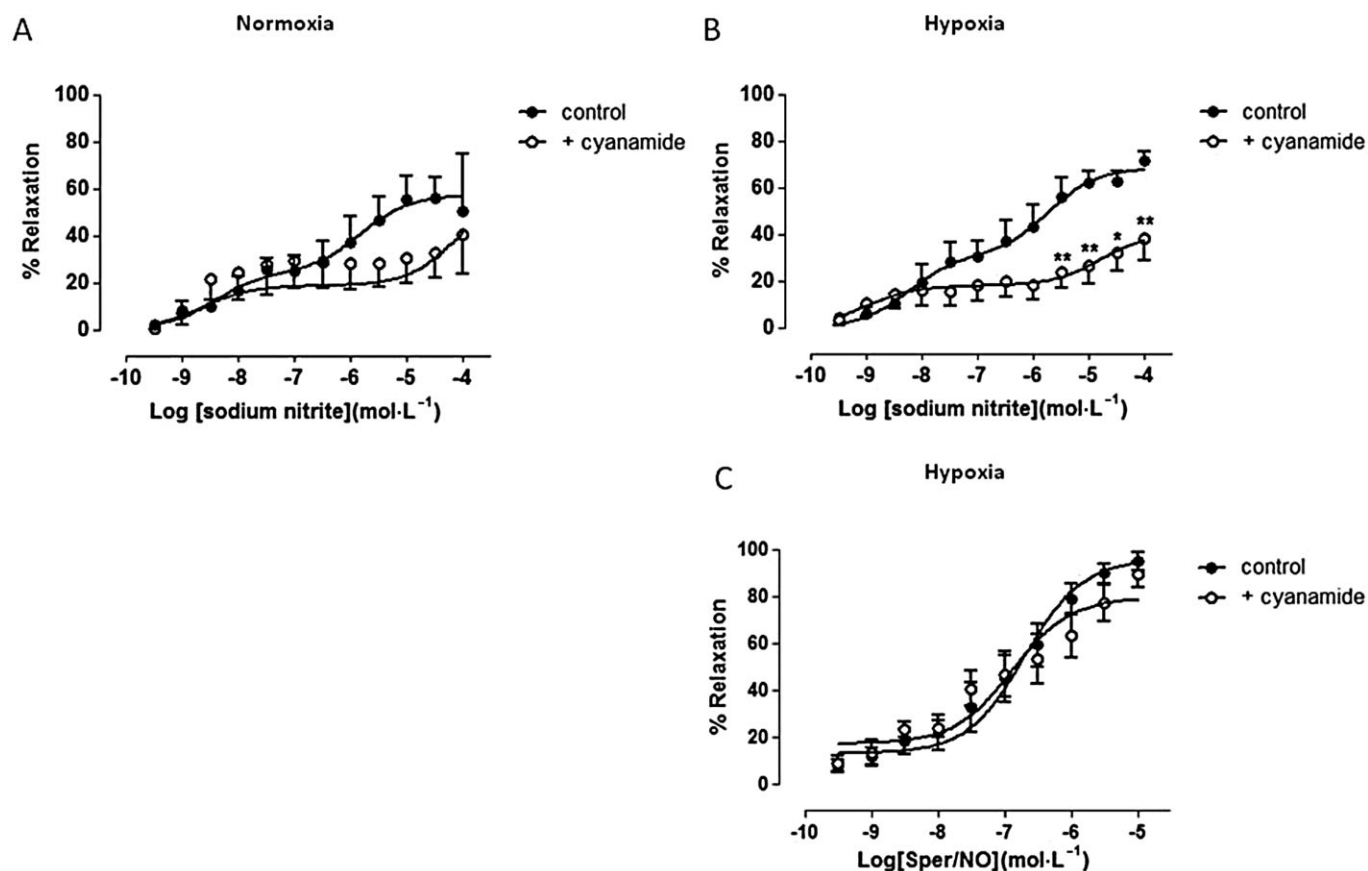 A
Normoxia
100
80
60
40
20
0
% Relaxation
-10 -9 -8 -7 -6 -5 -4
Log [sodium nitrite](mol·L⁻¹)
control
+ cyanamide
B
Hypoxia
100
80
60
40
20
0
% Relaxation
** ** * **
-10 -9 -8 -7 -6 -5 -4
Log [sodium nitrite](mol·L⁻¹)
control
+ cyanamide
C
Hypoxia
100
80
60
40
20
0
% Relaxation
-10 -9 -8 -7 -6 -5
Log[Sper/NO](mol·L⁻¹)
control
+ cyanamide